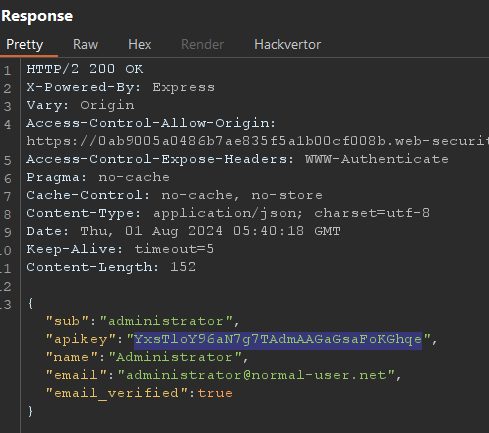 Response
Pretty Raw Hex Render Hackvertor
1 HTTP/2 200 OK
2 X-Powered-By: Express
3 Vary: Origin
4 Access-Control-Allow-Origin:
https://0ab9005a0486b7ae835f5a1b00cf008b.web-securit
5 Access-Control-Expose-Headers: WWW-Authenticate
6 Pragma: no-cache
7 Cache-Control: no-cache, no-store
8 Content-Type: application/json; charset=utf-8
9 Date: Thu, 01 Aug 2024 05:40:18 GMT
10 Keep-Alive: timeout=5
11 Content-Length: 152
12
13 {
"sub":"administrator",
"apikey":"YxsTloY96aN7g7TAdmAAGaGsaFoKGhqe",
"name":"Administrator",
"email":"administrator@normal-user.net",
"email_verified":true
}